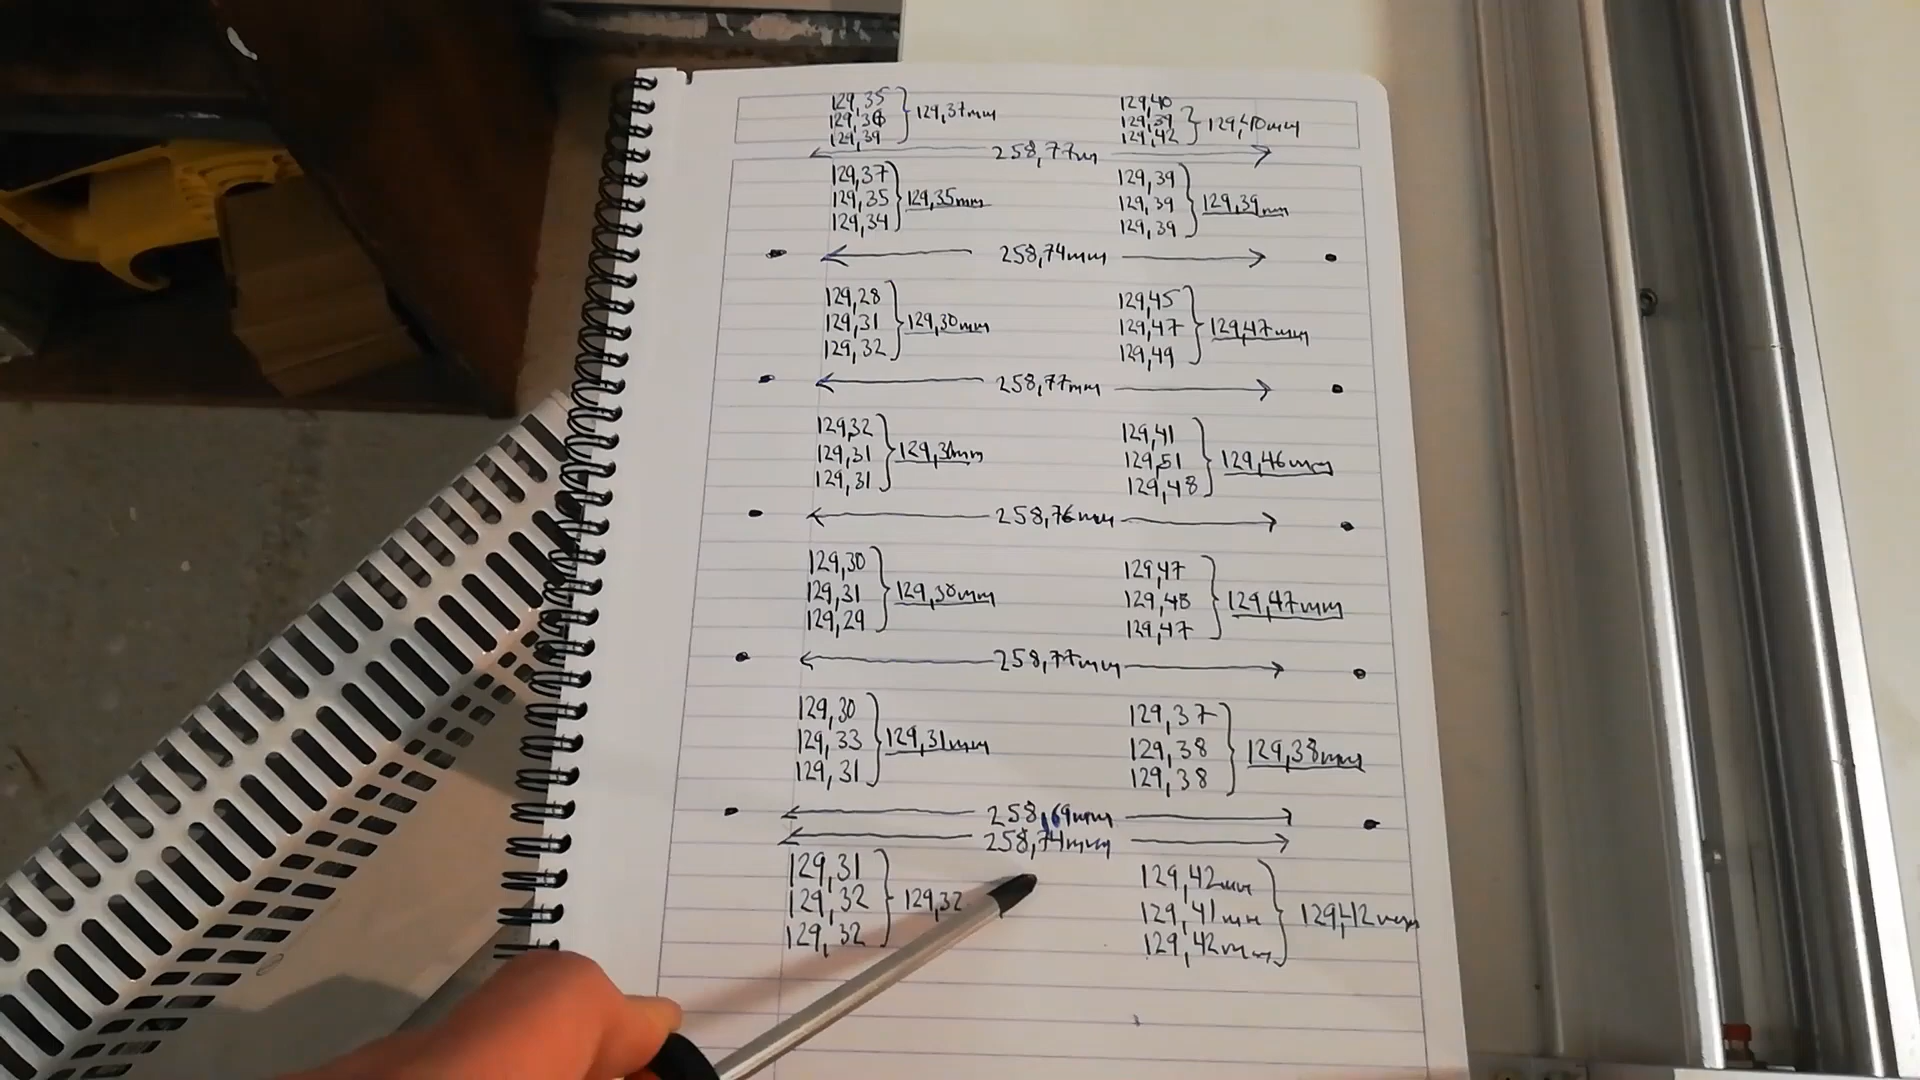 129,35 129,40
129,36 } 129,37mm 129,39 } 129,40mm
129,39 129,42
258,77m
129,37 129,39
129,35 } 129,35mm 129,39 } 129,39mm
129,34 129,39
258,74mm
129,28 129,45
129,31 } 129,30mm 129,47 } 129,47mm
129,32 129,49
258,77mm
129,32 129,41
129,31 } 129,30mm 129,51 } 129,46mm
129,31 129,48
258,76mm
129,30 129,47
129,31 } 129,30mm 129,48 } 129,47mm
129,29 129,47
258,77mm
129,30 129,37
129,33 } 129,31mm 129,38 } 129,38mm
129,31 129,38
258,69mm
258,74mm
129,31 129,42mm
129,32 } 129,32 129,41mm } 129,42mm
129,32 129,42mm